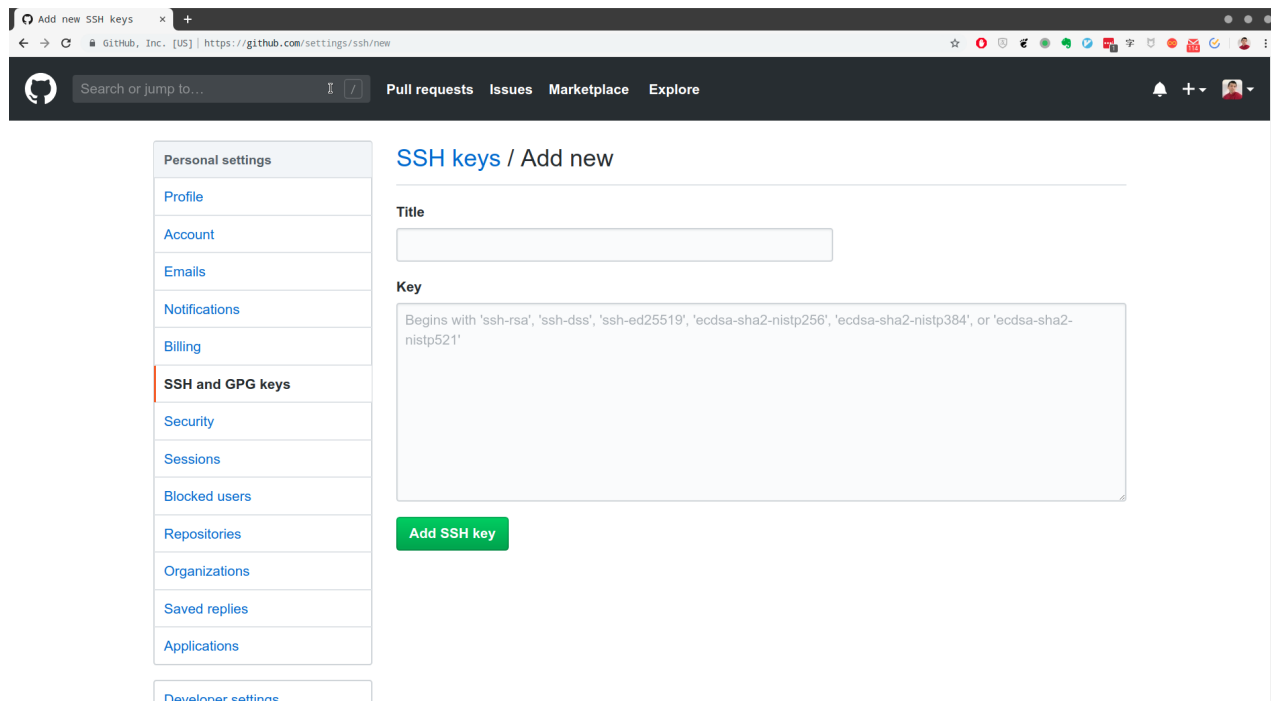 Add new SSH keys × +
GitHub, Inc. [US] | https://github.com/settings/ssh/new
Search or jump to… / Pull requests Issues Marketplace Explore
Personal settings
Profile
Account
Emails
Notifications
Billing
SSH and GPG keys
Security
Sessions
Blocked users
Repositories
Organizations
Saved replies
Applications
Developer settings
SSH keys / Add new
Title
Key
Begins with 'ssh-rsa', 'ssh-dss', 'ssh-ed25519', 'ecdsa-sha2-nistp256', 'ecdsa-sha2-nistp384', or 'ecdsa-sha2-
nistp521'
Add SSH key